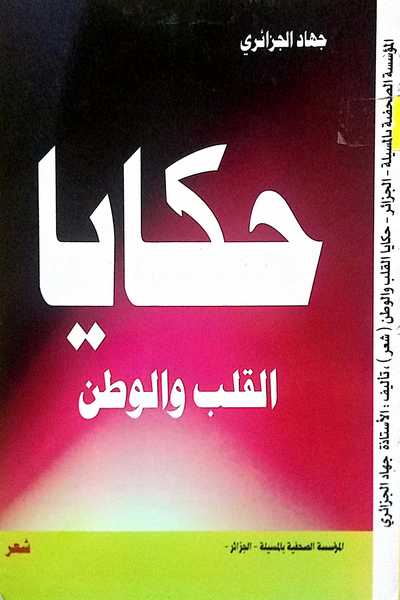 جهاد الجزائري
حكايا
القلب والوطن
المؤسسة الصحفية بالمسيلة - الجزائر -
شعر
المؤسسة الصحفية بالمسيلة - الجزائر - حكايا القلب والوطن (شعر)، تأليف: الأستاذة جهاد الجزائري